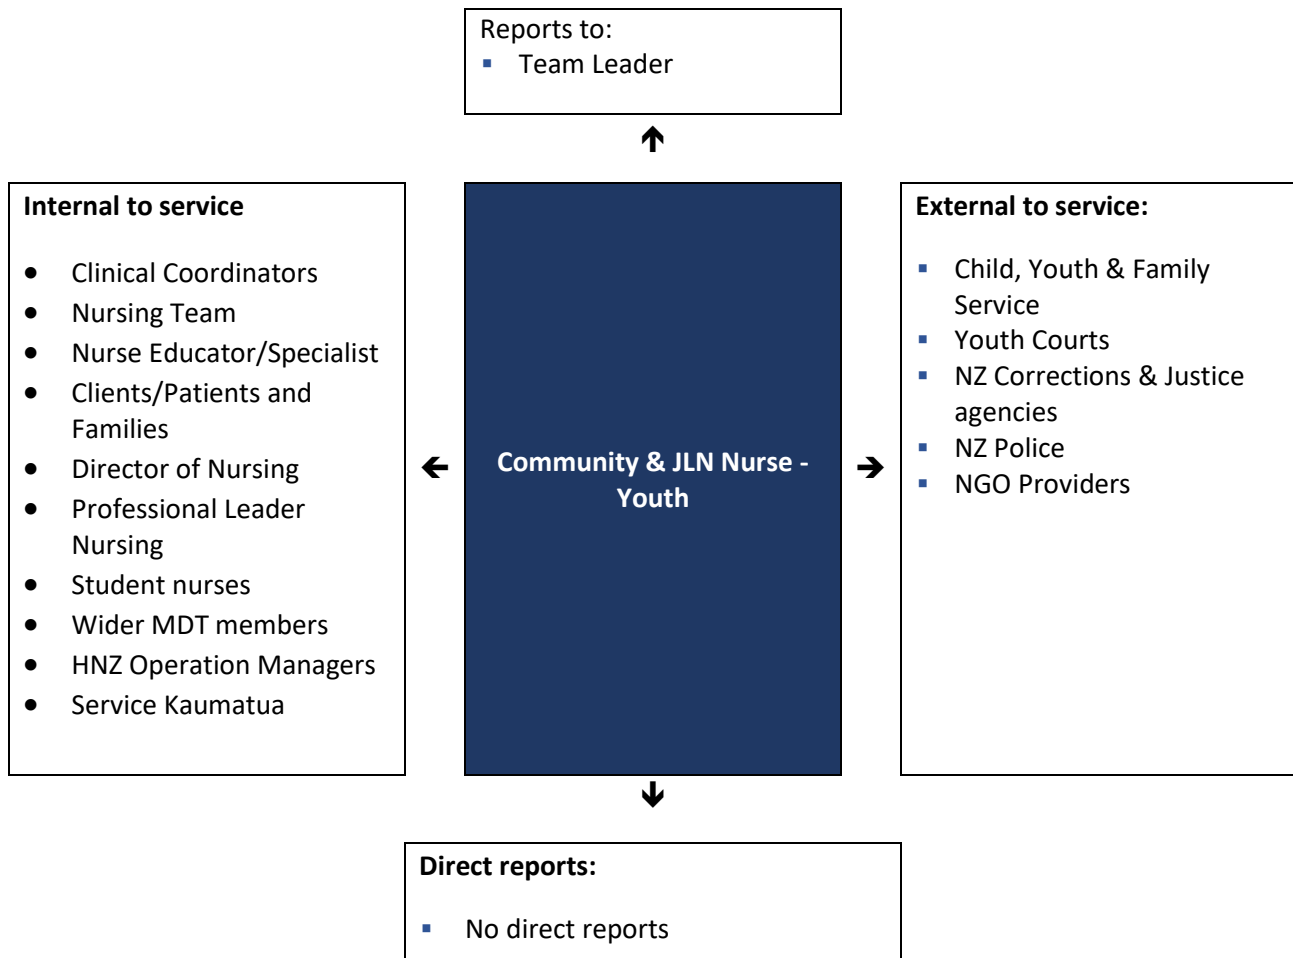 Reports to:
▪ Team Leader
Internal to service
● Clinical Coordinators
● Nursing Team
● Nurse Educator/Specialist
● Clients/Patients and
Families
● Director of Nursing
● Professional Leader
Nursing
● Student nurses
● Wider MDT members
● HNZ Operation Managers
● Service Kaumatua
Community & JLN Nurse -
Youth
External to service:
▪ Child, Youth & Family
Service
▪ Youth Courts
▪ NZ Corrections & Justice
agencies
▪ NZ Police
▪ NGO Providers
Direct reports:
▪ No direct reports